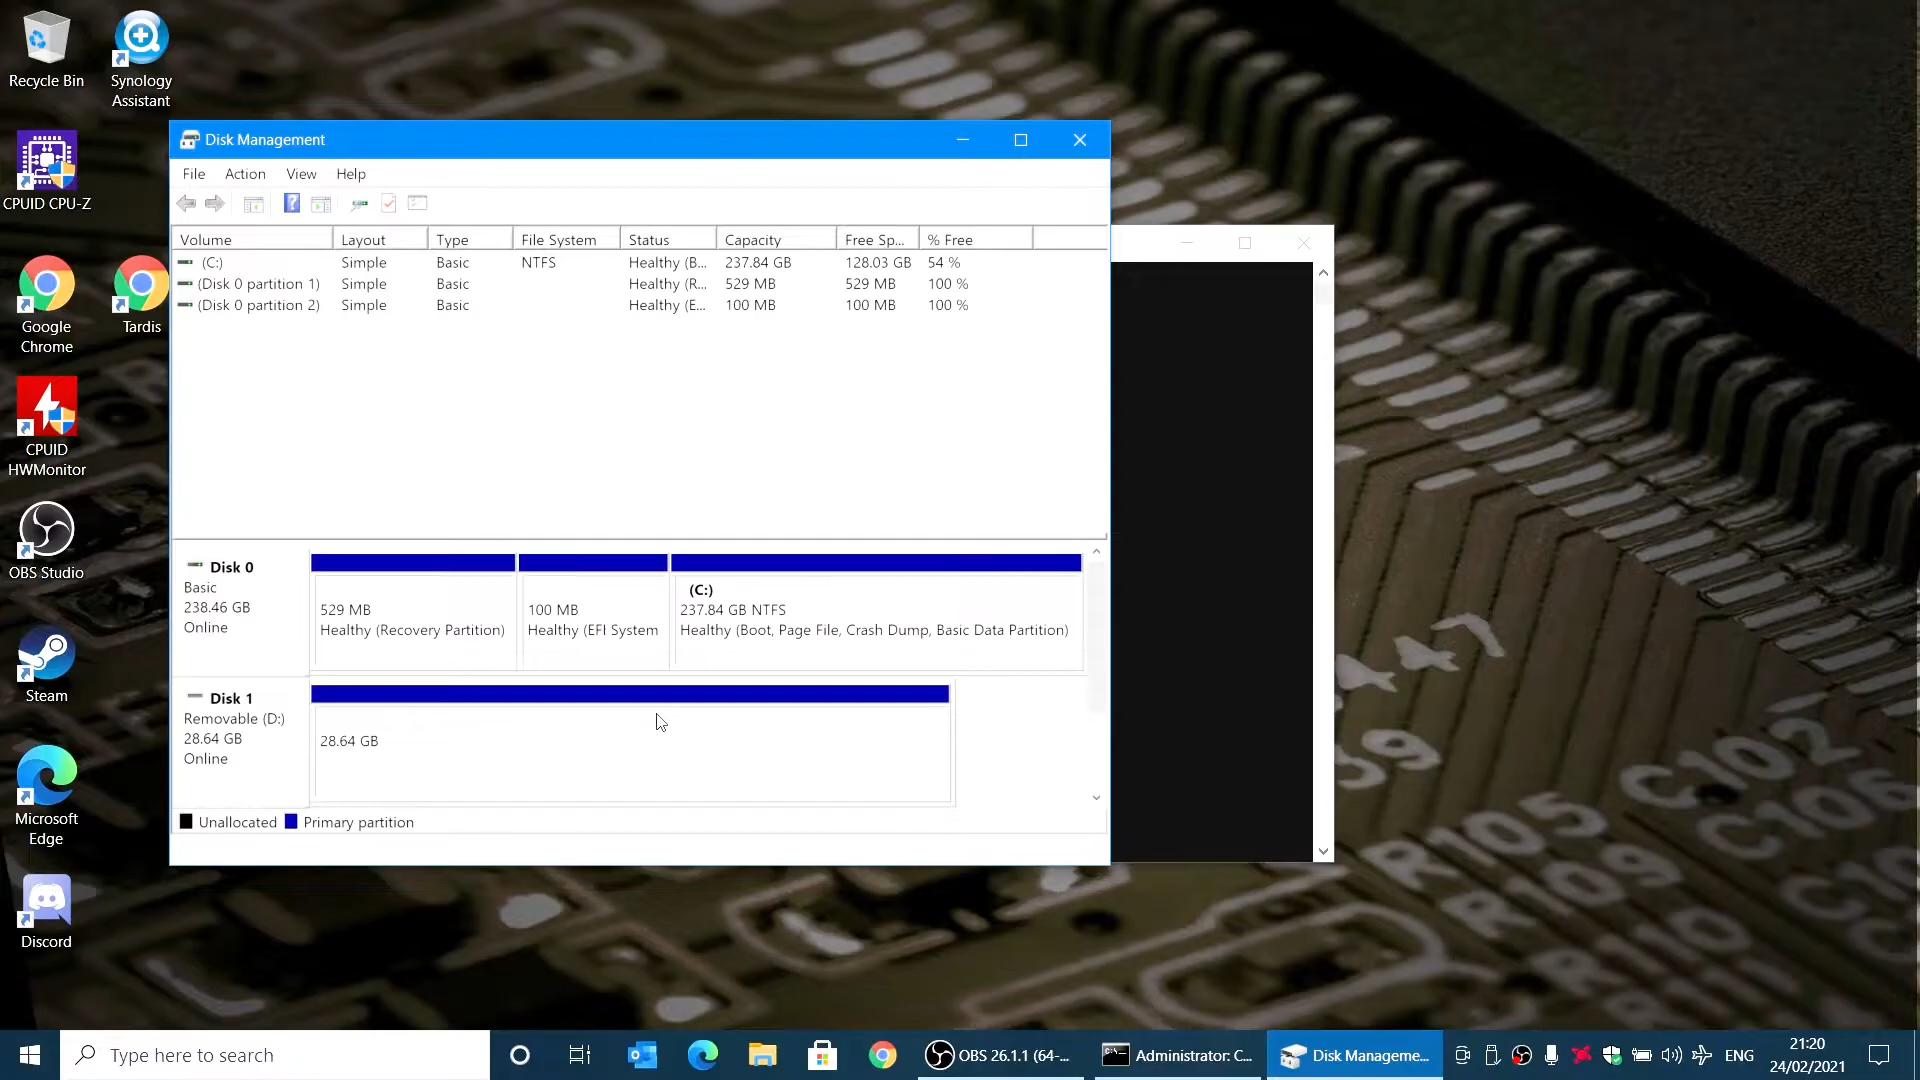 Recycle Bin
Synology
Assistant
CPUID CPU-Z
Google
Chrome
Tardis
CPUID
HWMonitor
OBS Studio
Steam
Microsoft
Edge
Discord
Disk Management
File Action View Help
Volume Layout Type File System Status Capacity Free Sp... % Free
(C:) Simple Basic NTFS Healthy (B... 237.84 GB 128.03 GB 54 %
(Disk 0 partition 1) Simple Basic Healthy (R... 529 MB 529 MB 100 %
(Disk 0 partition 2) Simple Basic Healthy (E... 100 MB 100 MB 100 %
Disk 0
Basic
238.46 GB
Online
529 MB
Healthy (Recovery Partition)
100 MB
Healthy (EFI System
(C:)
237.84 GB NTFS
Healthy (Boot, Page File, Crash Dump, Basic Data Partition)
Disk 1
Removable (D:)
28.64 GB
Online
28.64 GB
Unallocated Primary partition
C102
C106
R105
R109
Type here to search
OBS 26.1.1 (64-...
Administrator: C...
Disk Manageme...
ENG
21:20
24/02/2021